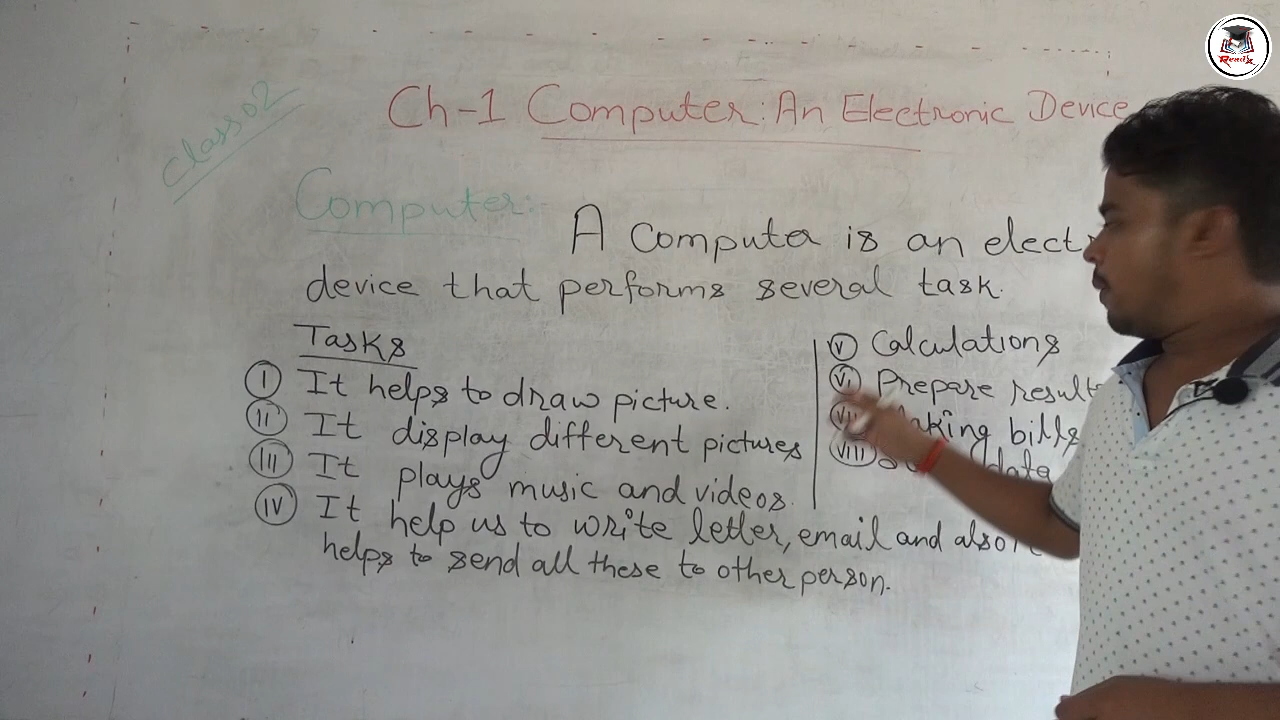 ReadX
Class 02
Ch-1 Computer: An Electronic Device
Computer:
A Computer is an
device that performs several task.
Tasks
I It helps to draw picture.
II It display different pictures
III It plays music and videos.
IV It help us to write letter, email and also
helps to send all these to other person.
V Calculations
VI Prepare result
VII bills
VIII data